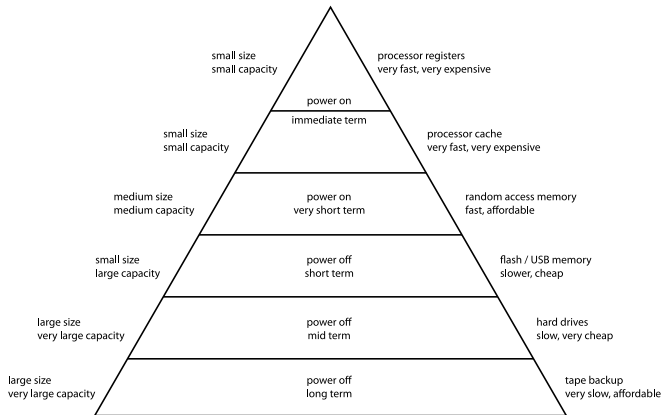 small size
small capacity
processor registers
very fast, very expensive
power on
immediate term
small size
small capacity
processor cache
very fast, very expensive
medium size
medium capacity
power on
very short term
random access memory
fast, affordable
small size
large capacity
power off
short term
flash / USB memory
slower, cheap
large size
very large capacity
power off
mid term
hard drives
slow, very cheap
large size
very large capacity
power off
long term
tape backup
very slow, affordable